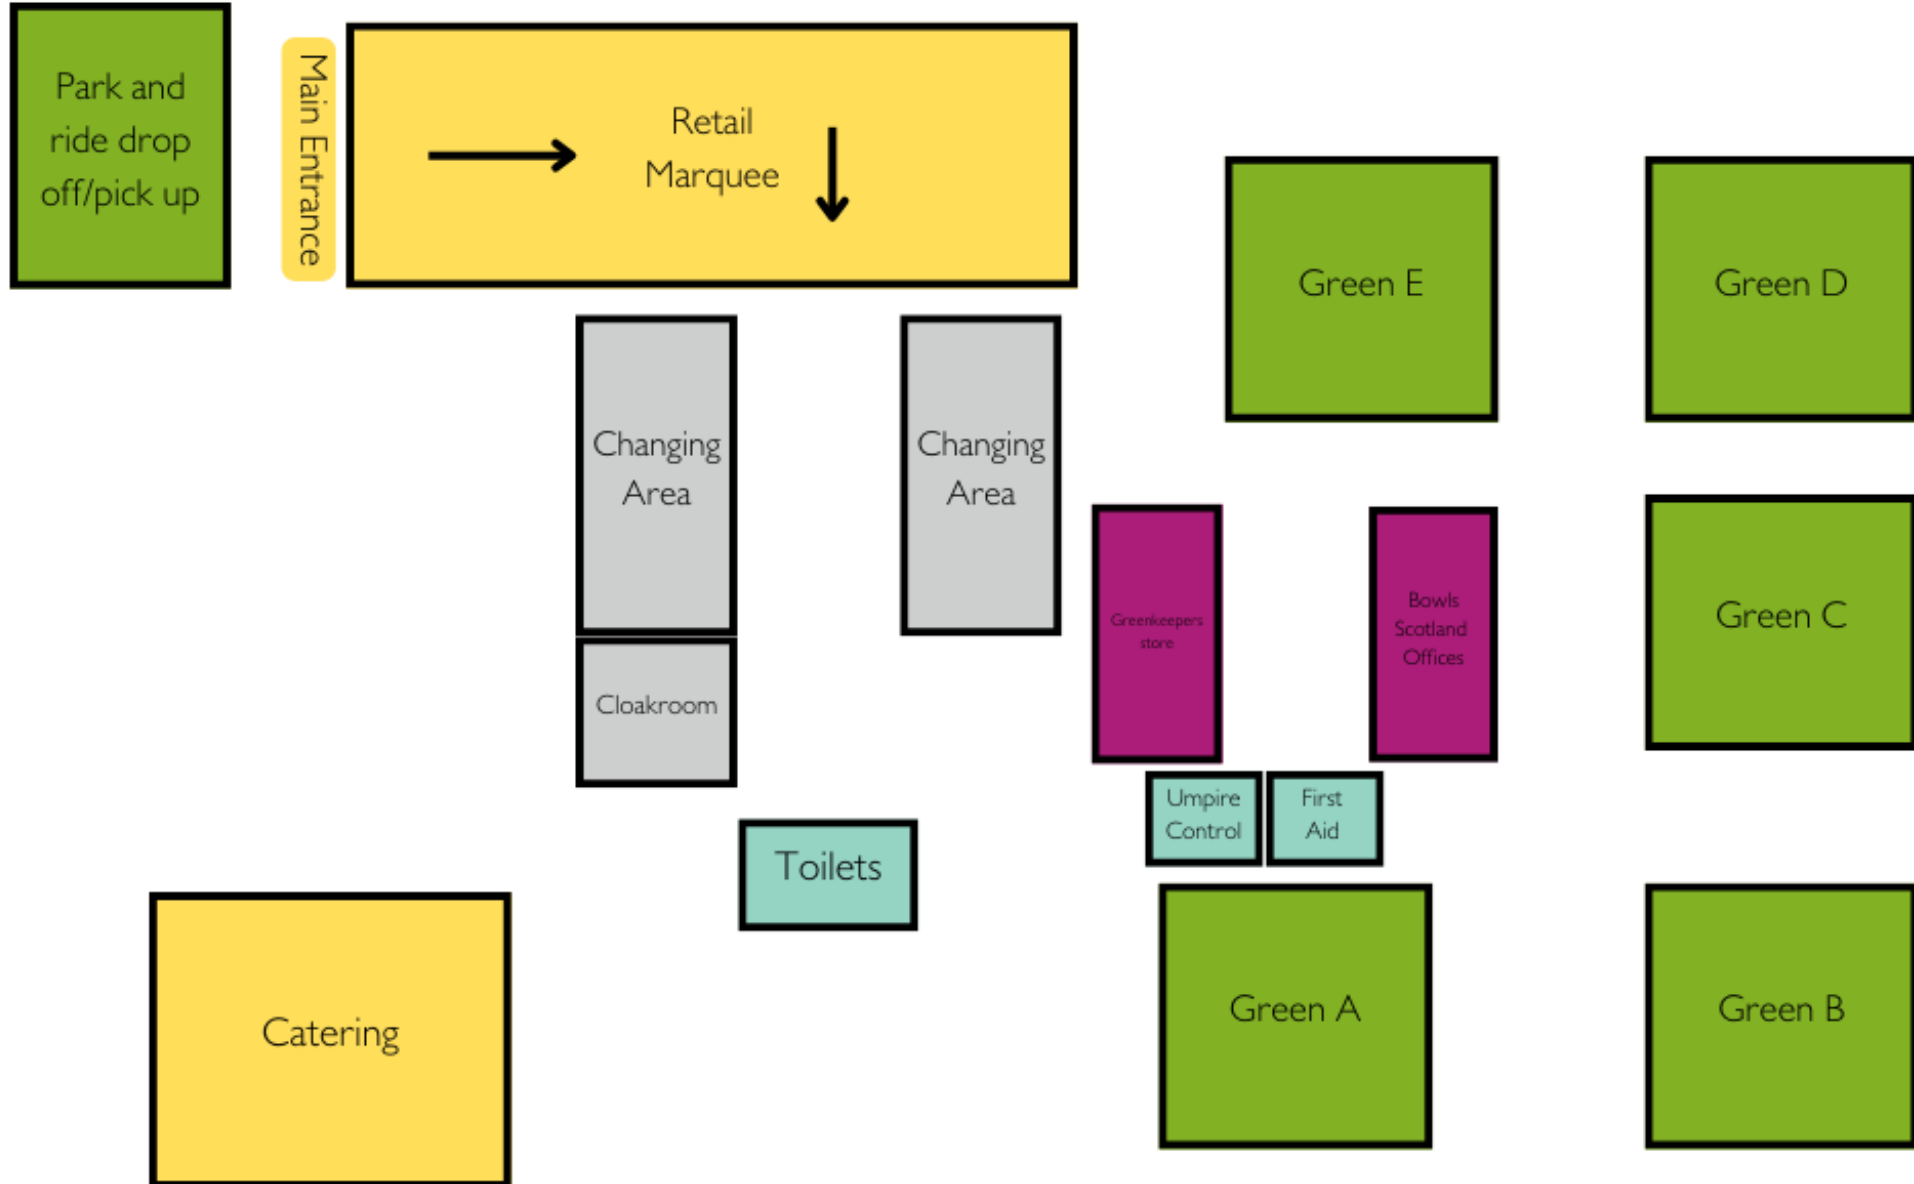 Park and
ride drop
off/pick up
Main Entrance
Retail
Marquee
Green E
Green D
Changing
Area
Changing
Area
Greenkeepers
store
Bowls
Scotland
Offices
Green C
Cloakroom
Umpire
Control
First
Aid
Toilets
Catering
Green A
Green B